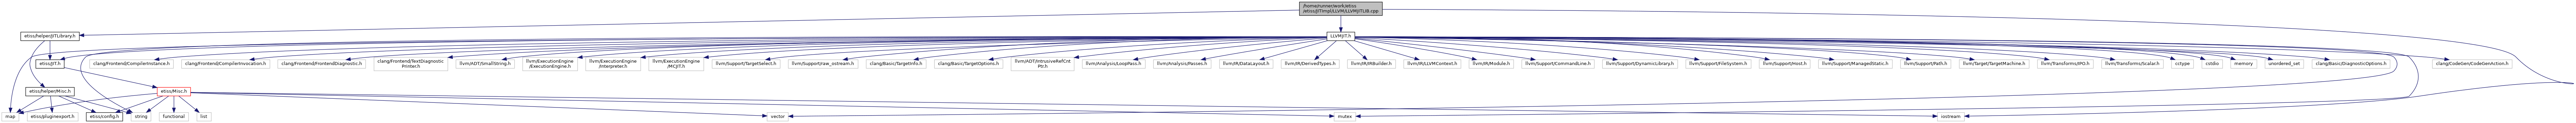 /home/runner/work/etiss
/etiss/JITImpl/LLVM/LLVMJITLIB.cpp
etiss/helper/JITLibrary.h
LLVMJIT.h
etiss/JIT.h
clang/Frontend/CompilerInstance.h
clang/Frontend/CompilerInvocation.h
clang/Frontend/FrontendDiagnostic.h
clang/Frontend/TextDiagnostic
Printer.h
llvm/ADT/SmallString.h
llvm/ExecutionEngine
/ExecutionEngine.h
llvm/ExecutionEngine
/Interpreter.h
llvm/ExecutionEngine
/MCJIT.h
llvm/Support/TargetSelect.h
llvm/Support/raw_ostream.h
clang/Basic/TargetInfo.h
clang/Basic/TargetOptions.h
llvm/ADT/IntrusiveRefCnt
Ptr.h
llvm/Analysis/LoopPass.h
llvm/Analysis/Passes.h
llvm/IR/DataLayout.h
llvm/IR/DerivedTypes.h
llvm/IR/IRBuilder.h
llvm/IR/LLVMContext.h
llvm/IR/Module.h
llvm/Support/CommandLine.h
llvm/Support/DynamicLibrary.h
llvm/Support/FileSystem.h
llvm/Support/Host.h
llvm/Support/ManagedStatic.h
llvm/Support/Path.h
llvm/Target/TargetMachine.h
llvm/Transforms/IPO.h
llvm/Transforms/Scalar.h
cctype
cstdio
memory
unordered_set
clang/Basic/DiagnosticOptions.h
clang/CodeGen/CodeGenAction.h
etiss/helper/Misc.h
etiss/Misc.h
map
etiss/pluginexport.h
etiss/config.h
string
functional
list
vector
mutex
iostream